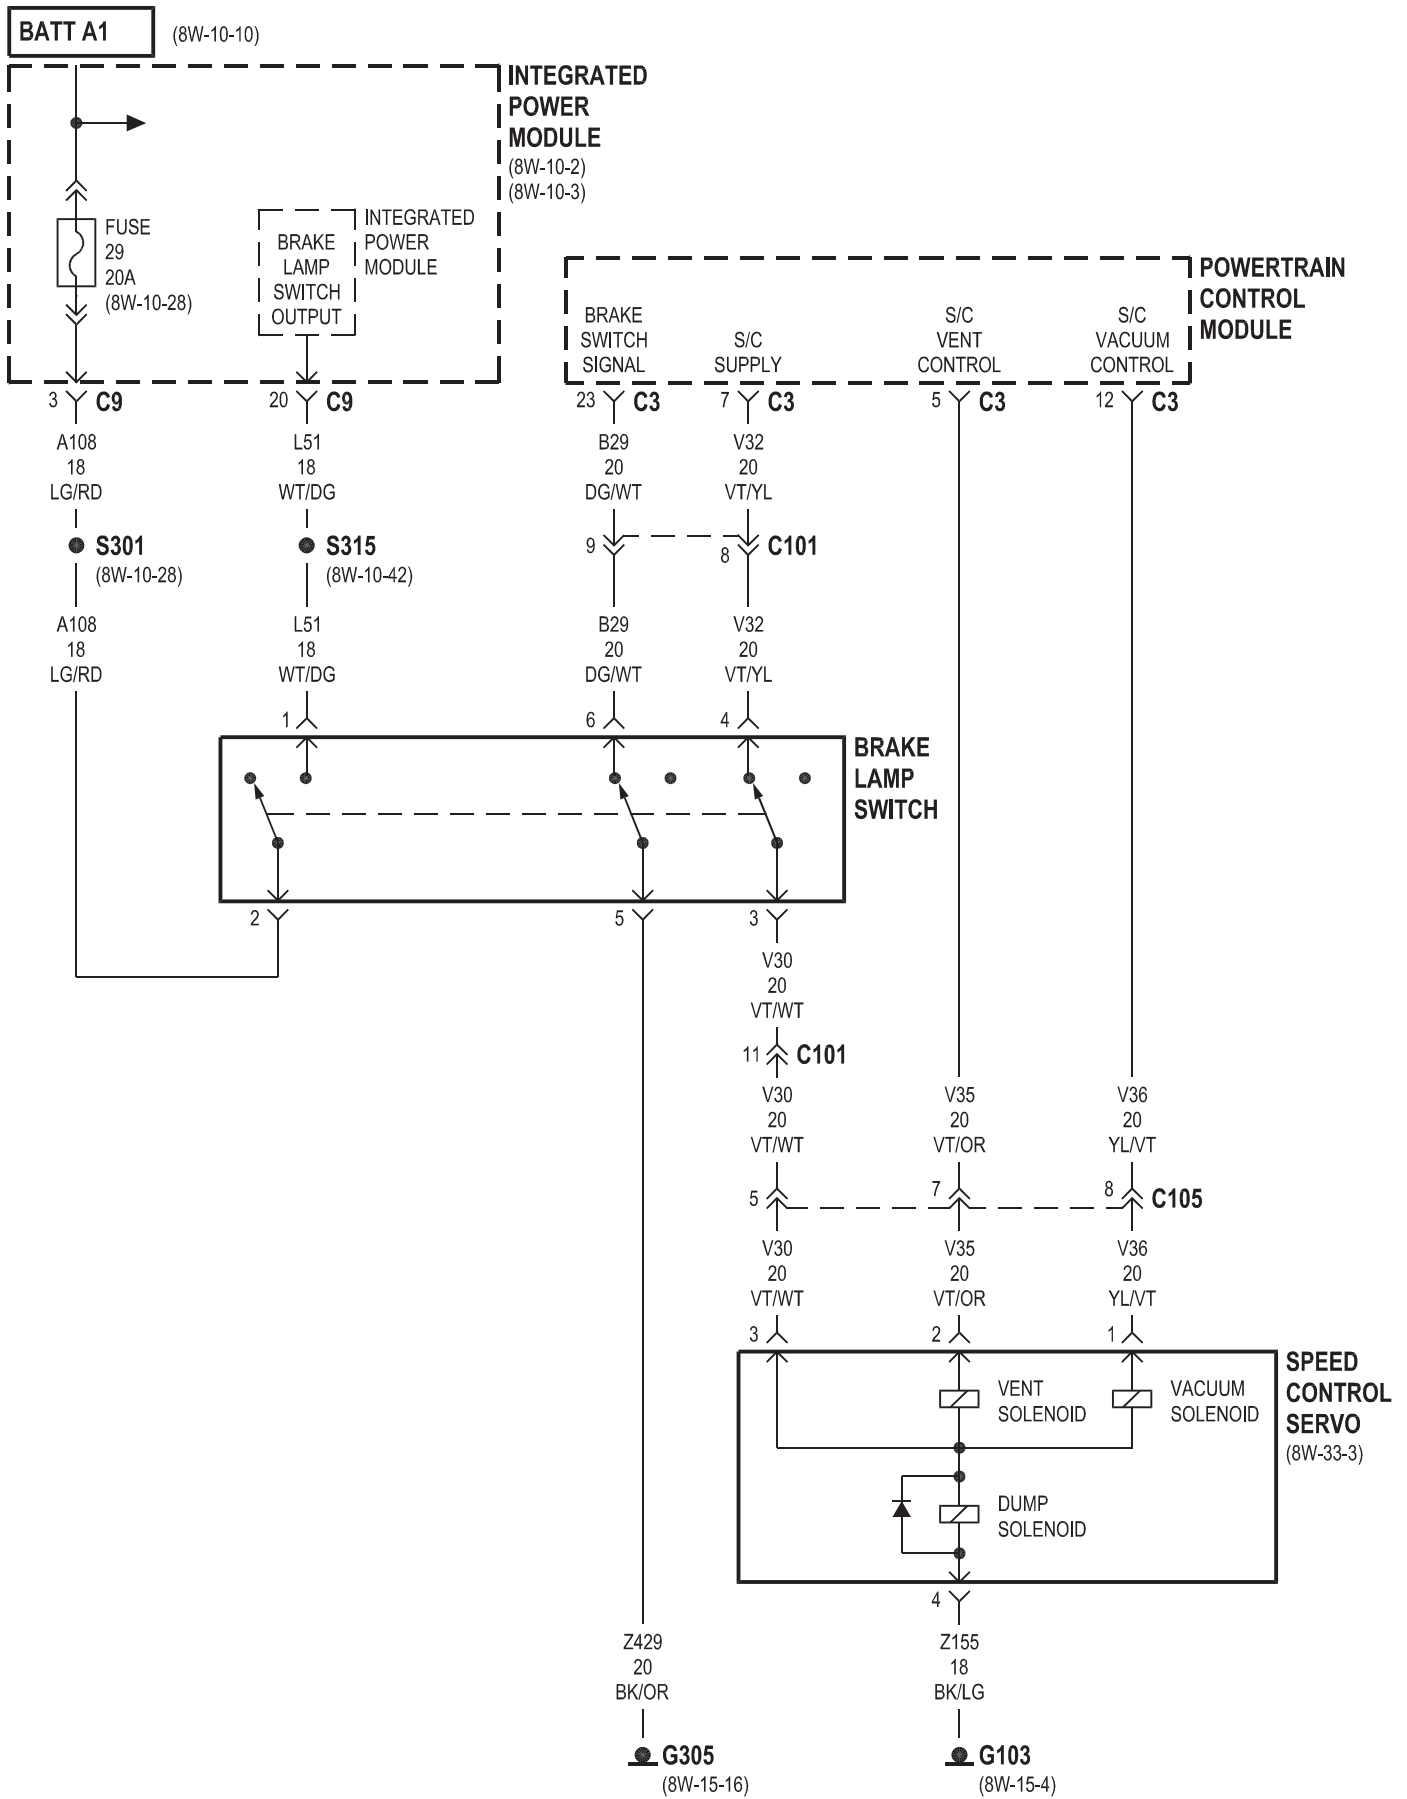 BATT A1
(8W-10-10)
INTEGRATED
POWER
MODULE
(8W-10-2)
(8W-10-3)
FUSE
29
20A
(8W-10-28)
BRAKE
LAMP
SWITCH
OUTPUT
INTEGRATED
POWER
MODULE
POWERTRAIN
CONTROL
MODULE
BRAKE
SWITCH
SIGNAL
S/C
SUPPLY
S/C
VENT
CONTROL
S/C
VACUUM
CONTROL
3 C9
20 C9
23 C3
7 C3
5 C3
12 C3
A108
18
LG/RD
L51
18
WT/DG
B29
20
DG/WT
V32
20
VT/YL
S301
(8W-10-28)
S315
(8W-10-42)
9
8
C101
A108
18
LG/RD
L51
18
WT/DG
B29
20
DG/WT
V32
20
VT/YL
1
6
4
BRAKE
LAMP
SWITCH
2
5
3
V30
20
VT/WT
11 C101
V30
20
VT/WT
V35
20
VT/OR
V36
20
YL/VT
5
7
8
C105
V30
20
VT/WT
V35
20
VT/OR
V36
20
YL/VT
3
2
1
SPEED
CONTROL
SERVO
(8W-33-3)
VENT
SOLENOID
VACUUM
SOLENOID
DUMP
SOLENOID
4
Z429
20
BK/OR
Z155
18
BK/LG
G305
(8W-15-16)
G103
(8W-15-4)